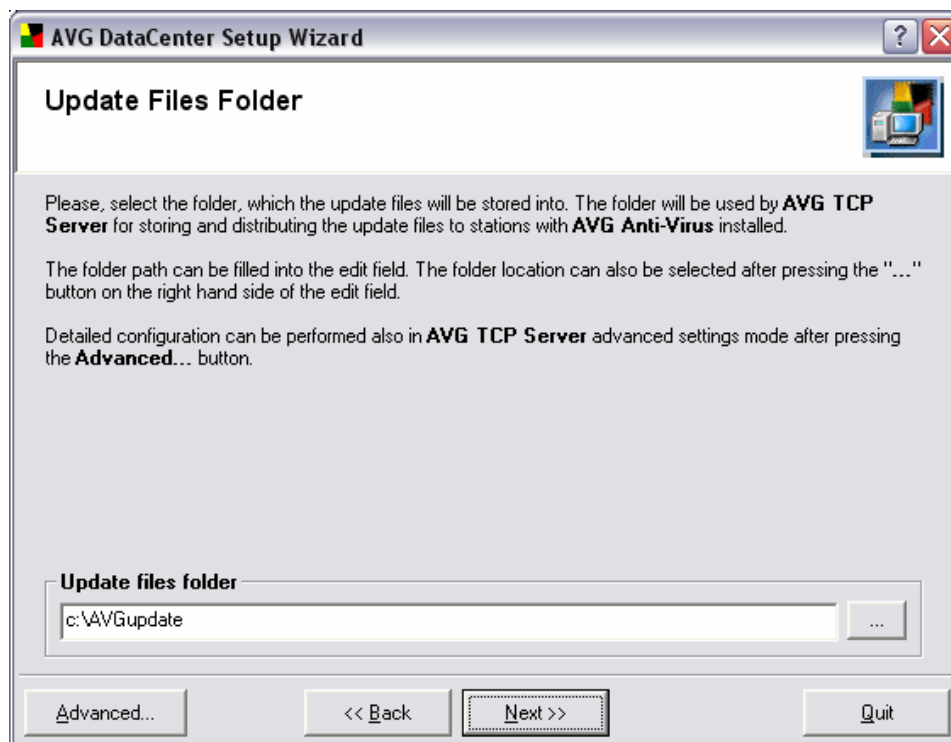 AVG DataCenter Setup Wizard
?
Update Files Folder
Please, select the folder, which the update files will be stored into. The folder will be used by AVG TCP
Server for storing and distributing the update files to stations with AVG Anti-Virus installed.
The folder path can be filled into the edit field. The folder location can also be selected after pressing the "..."
button on the right hand side of the edit field.
Detailed configuration can be performed also in AVG TCP Server advanced settings mode after pressing
the Advanced... button.
Update files folder
c:\AVGupdate
...
Advanced...
<< Back
Next >>
Quit